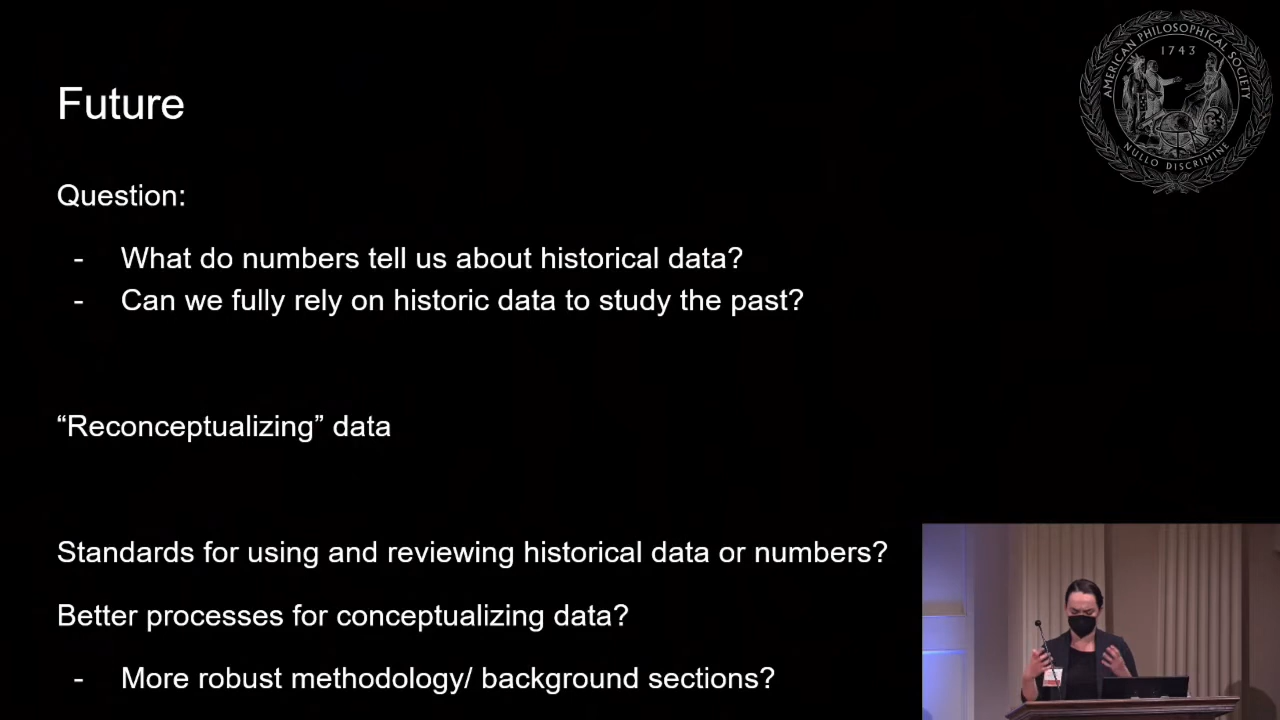 AMERICAN PHILOSOPHICAL SOCIETY
1743
NULLO DISCRIMINE
Future
Question:
- What do numbers tell us about historical data?
- Can we fully rely on historic data to study the past?
“Reconceptualizing” data
Standards for using and reviewing historical data or numbers?
Better processes for conceptualizing data?
- More robust methodology/ background sections?